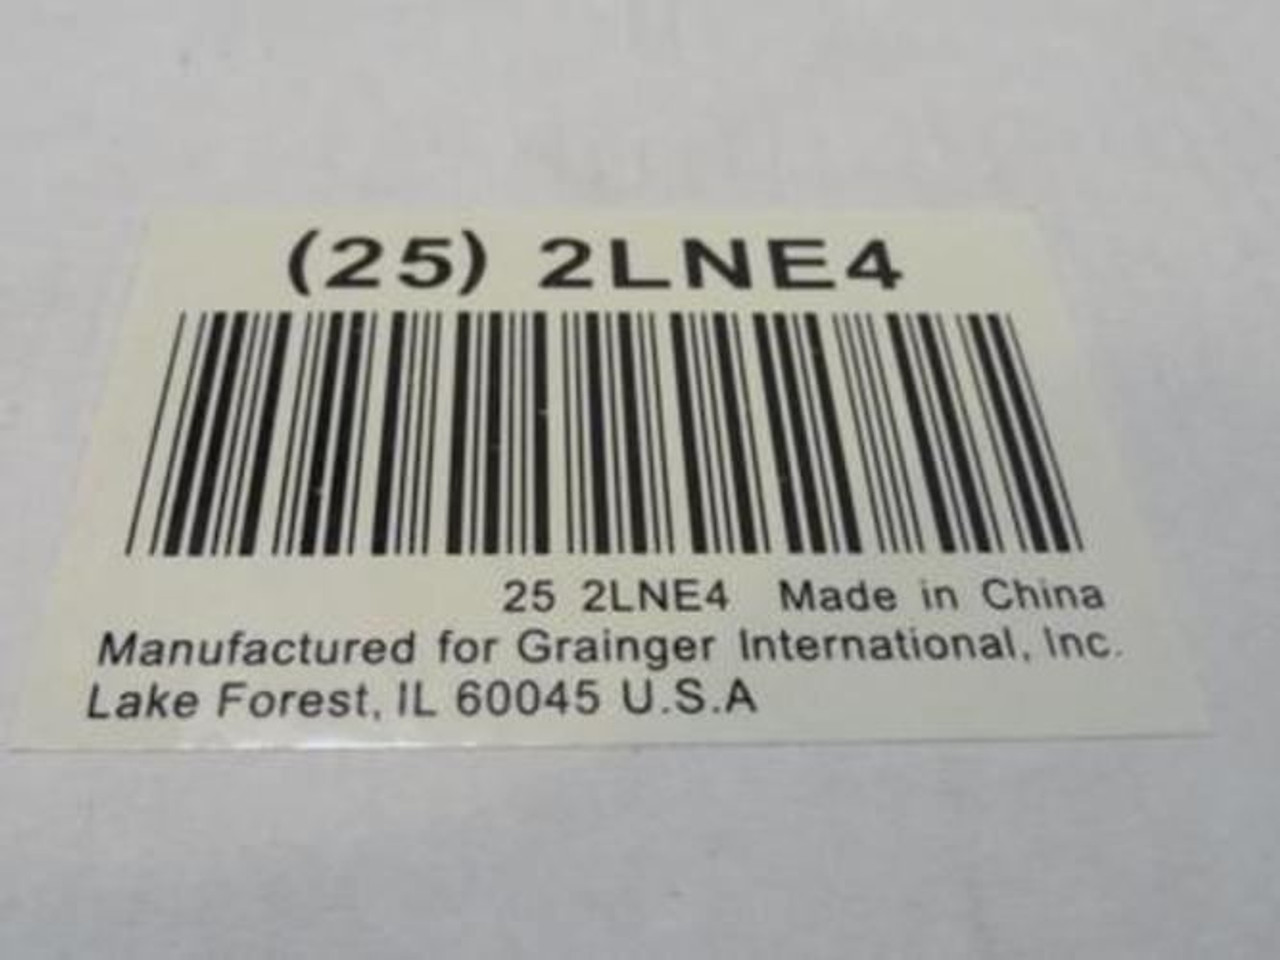 (25) 2LNE4
25 2LNE4 Made in China
Manufactured for Grainger International, Inc.
Lake Forest, IL 60045 U.S.A